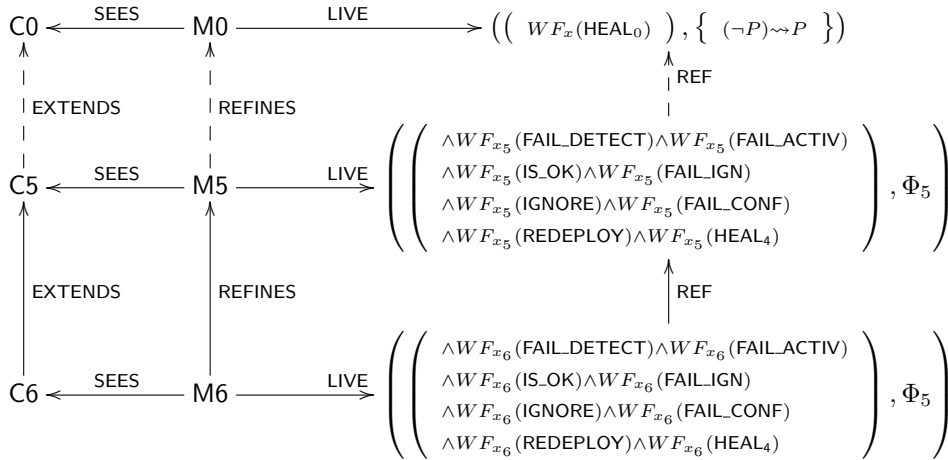 C0 SEES M0 LIVE (( WF_x(HEAL_0) ), { (¬P)⇝P })
EXTENDS REFINES REF
∧WF_{x_5}(FAIL_DETECT)∧WF_{x_5}(FAIL_ACTIV)
∧WF_{x_5}(IS_OK)∧WF_{x_5}(FAIL_IGN)
C5 SEES M5 LIVE , Φ_5
∧WF_{x_5}(IGNORE)∧WF_{x_5}(FAIL_CONF)
∧WF_{x_5}(REDEPLOY)∧WF_{x_5}(HEAL_4)
EXTENDS REFINES REF
∧WF_{x_6}(FAIL_DETECT)∧WF_{x_6}(FAIL_ACTIV)
∧WF_{x_6}(IS_OK)∧WF_{x_6}(FAIL_IGN)
C6 SEES M6 LIVE , Φ_5
∧WF_{x_6}(IGNORE)∧WF_{x_6}(FAIL_CONF)
∧WF_{x_6}(REDEPLOY)∧WF_{x_6}(HEAL_4)